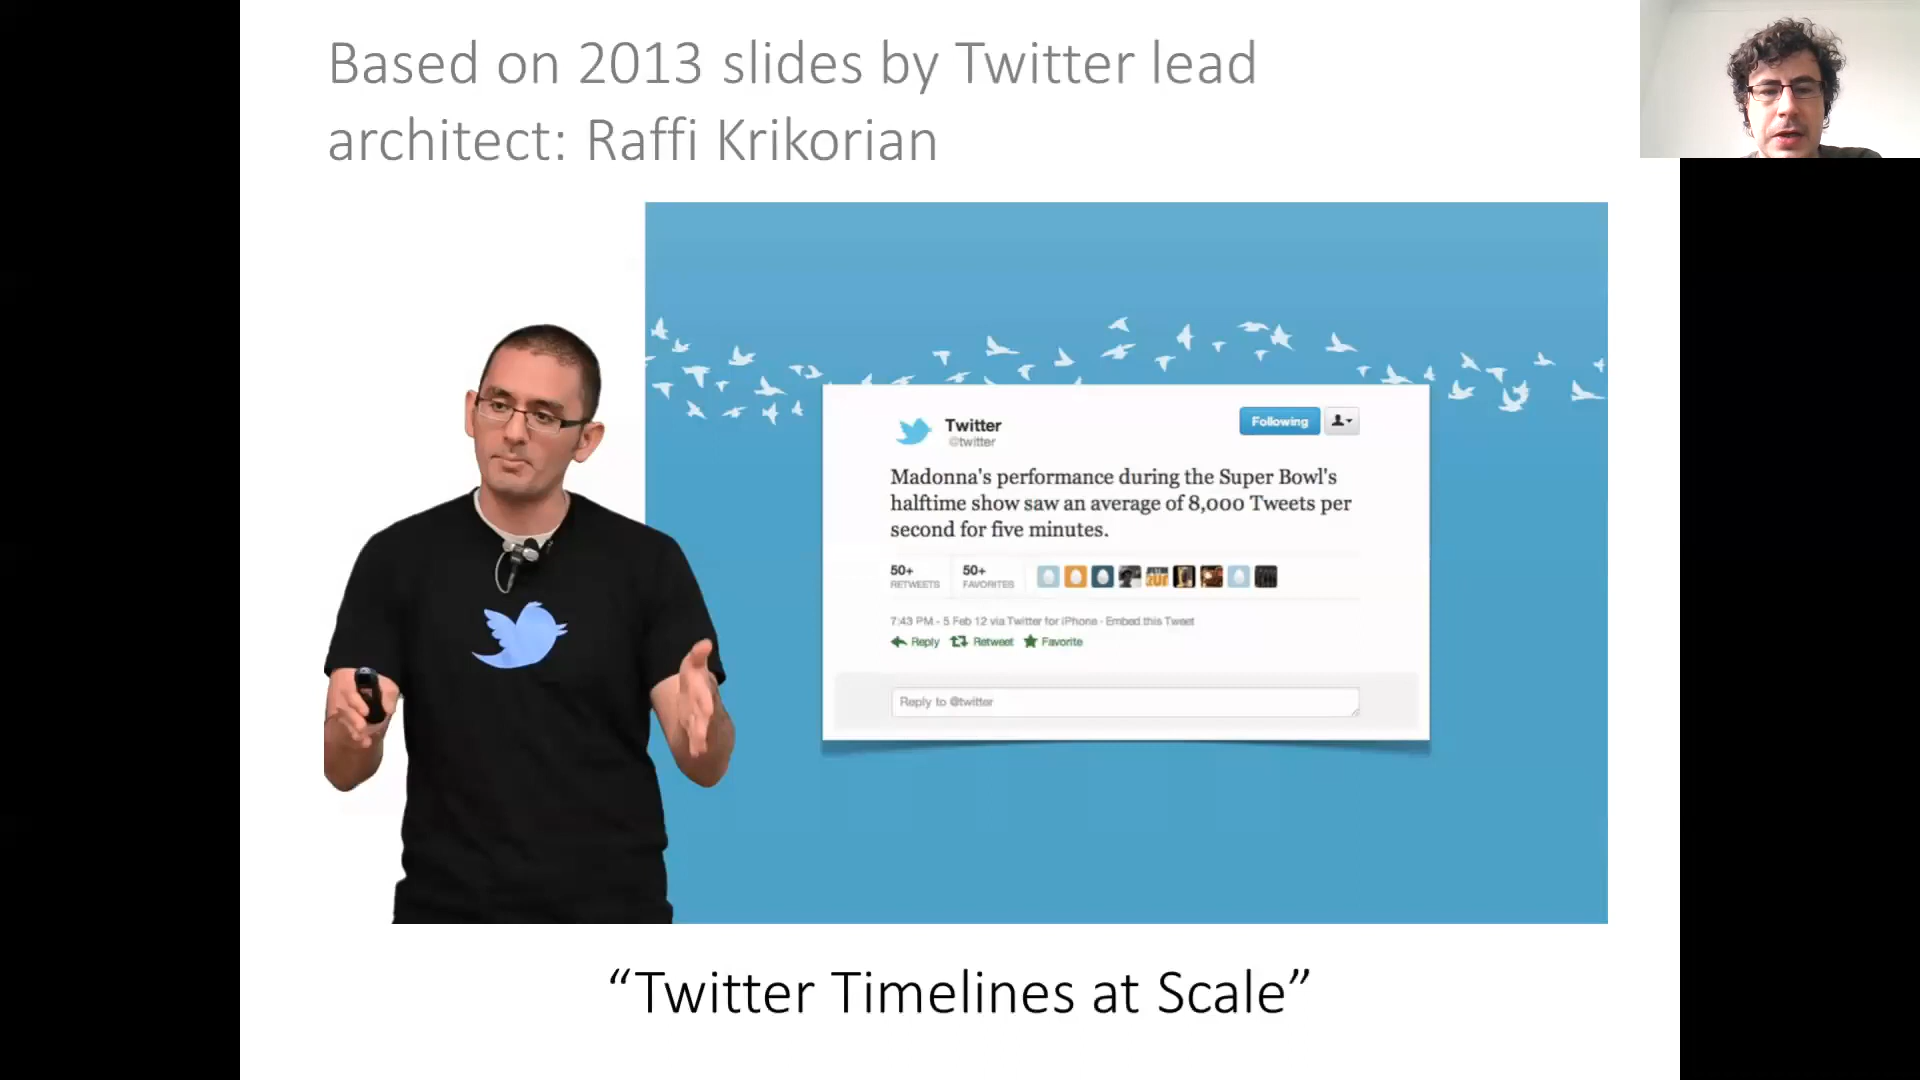 Based on 2013 slides by Twitter lead
architect: Raffi Krikorian
Twitter
@twitter
Following
Madonna's performance during the Super Bowl's
halftime show saw an average of 8,000 Tweets per
second for five minutes.
50+ 50+
RETWEETS FAVORITES
7:43 PM - 5 Feb 12 via Twitter for iPhone · Embed this Tweet
Reply Retweet Favorite
Reply to @twitter
“Twitter Timelines at Scale”